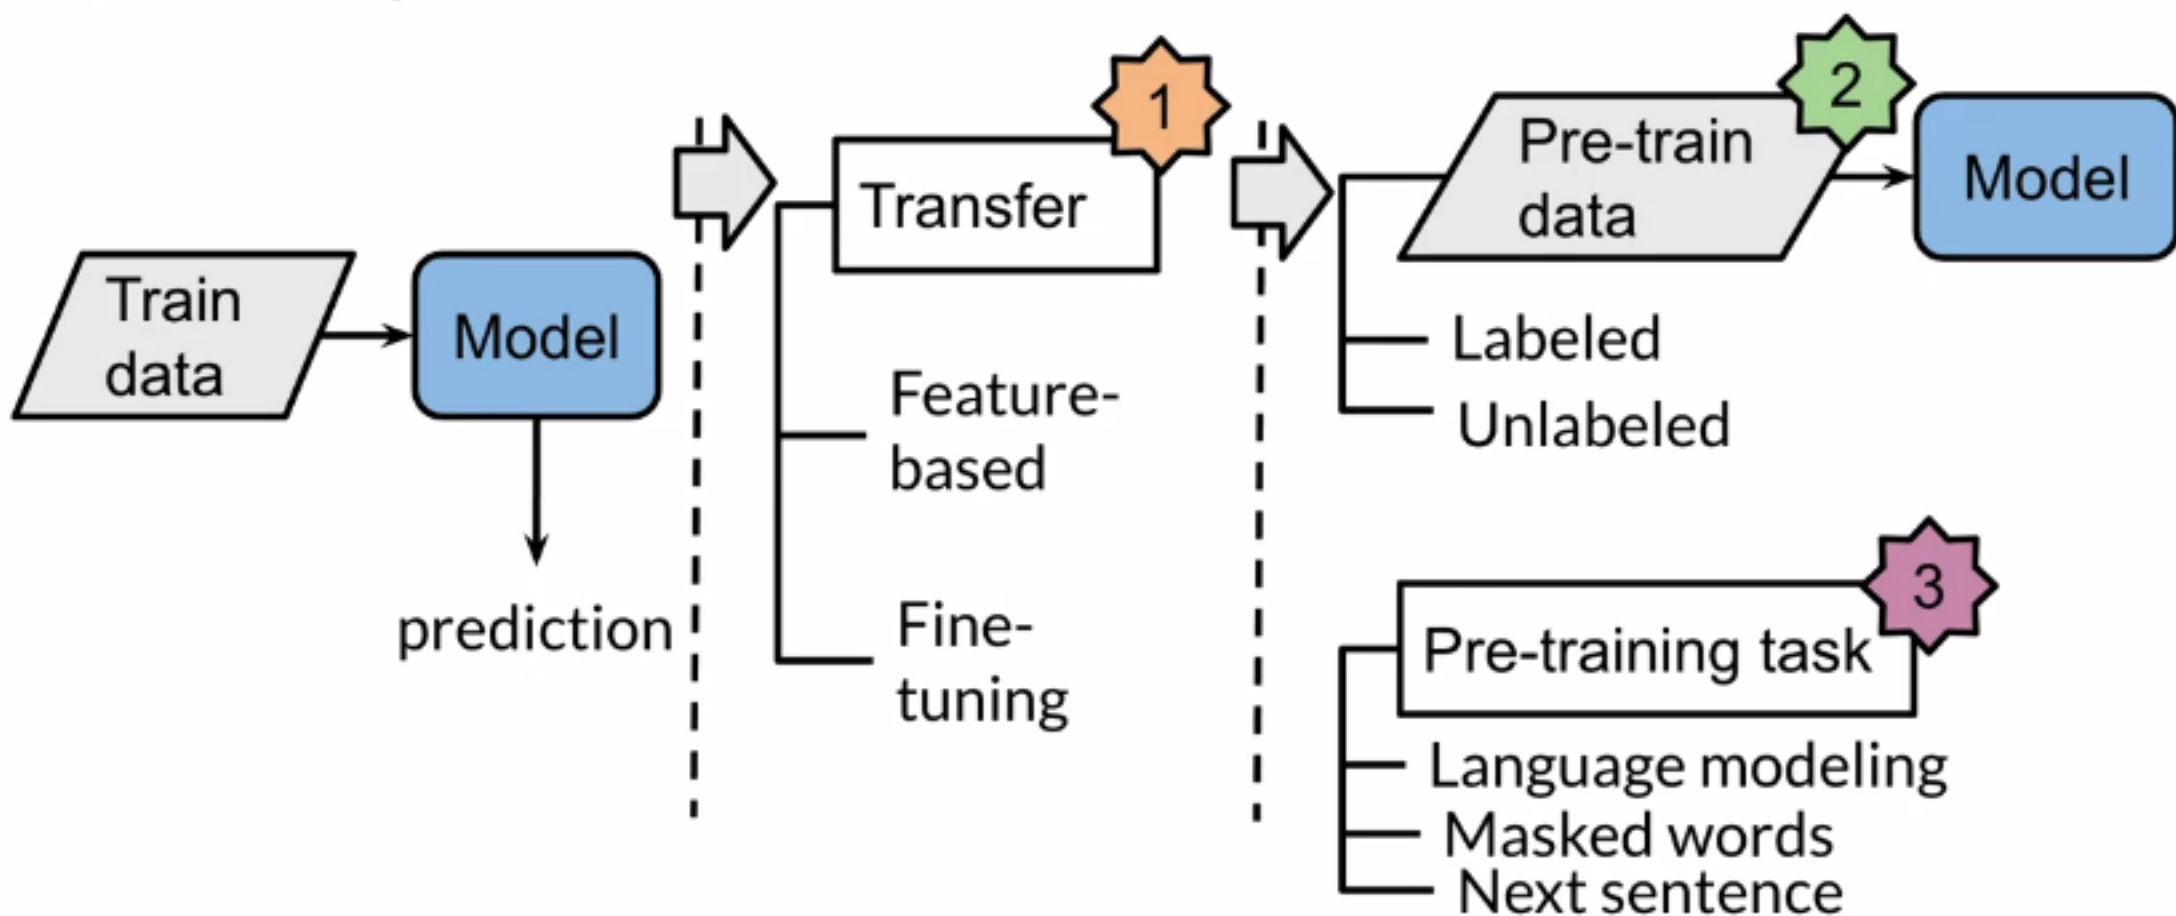 Train
data
Model
prediction
1
Transfer
Feature-
based
Fine-
tuning
2
Pre-train
data
Model
Labeled
Unlabeled
3
Pre-training task
Language modeling
Masked words
Next sentence